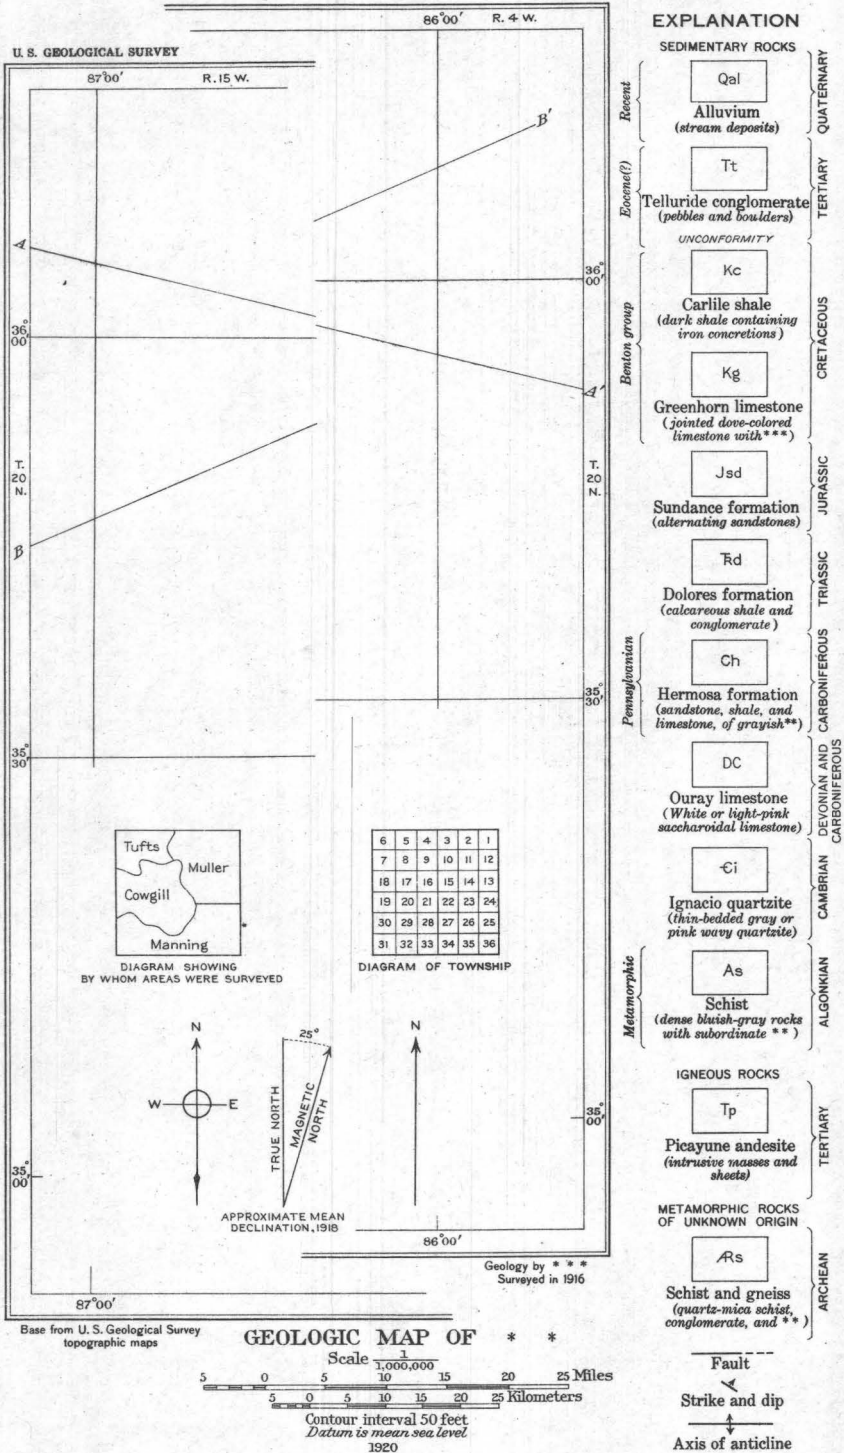 U. S. GEOLOGICAL SURVEY
87°00′
R. 15 W.
86°00′
R. 4 W.
A
B′
36°
00′
36°
00′
A′
T.
20
N.
T.
20
N.
B
35°
30′
35°
30′
Tufts
Muller
Cowgill
Manning
DIAGRAM SHOWING
BY WHOM AREAS WERE SURVEYED
6 5 4 3 2 1
7 8 9 10 11 12
18 17 16 15 14 13
19 20 21 22 23 24
30 29 28 27 26 25
31 32 33 34 35 36
DIAGRAM OF TOWNSHIP
N
W E
25°
TRUE NORTH
MAGNETIC
NORTH
APPROXIMATE MEAN
DECLINATION, 1918
N
35°
00′
35°
00′
86°00′
87°00′
Geology by * * *
Surveyed in 1916
Base from U. S. Geological Survey
topographic maps
GEOLOGIC MAP OF * *
Scale 1
1,000,000
5 0 5 10 15 20 25 Miles
5 0 5 10 15 20 25 Kilometers
Contour interval 50 feet
Datum is mean sea level
1920
EXPLANATION
SEDIMENTARY ROCKS
Recent
Qal
Alluvium
(stream deposits)
QUATERNARY
Eocene(?)
Tt
Telluride conglomerate
(pebbles and boulders)
TERTIARY
UNCONFORMITY
Benton group
Kc
Carlile shale
(dark shale containing
iron concretions)
Kg
Greenhorn limestone
(jointed dove-colored
limestone with***)
CRETACEOUS
Jsd
Sundance formation
(alternating sandstones)
JURASSIC
Ꞧd
Dolores formation
(calcareous shale and
conglomerate)
TRIASSIC
Pennsylvanian
Ch
Hermosa formation
(sandstone, shale, and
limestone, of grayish**)
CARBONIFEROUS
DC
Ouray limestone
(White or light-pink
saccharoidal limestone)
DEVONIAN AND
CARBONIFEROUS
Ꞓi
Ignacio quartzite
(thin-bedded gray or
pink wavy quartzite)
CAMBRIAN
Metamorphic
As
Schist
(dense bluish-gray rocks
with subordinate **)
ALGONKIAN
IGNEOUS ROCKS
Tp
Picayune andesite
(intrusive masses and
sheets)
TERTIARY
METAMORPHIC ROCKS
OF UNKNOWN ORIGIN
ARs
Schist and gneiss
(quartz-mica schist,
conglomerate, and **)
ARCHEAN
Fault
Strike and dip
Axis of anticline